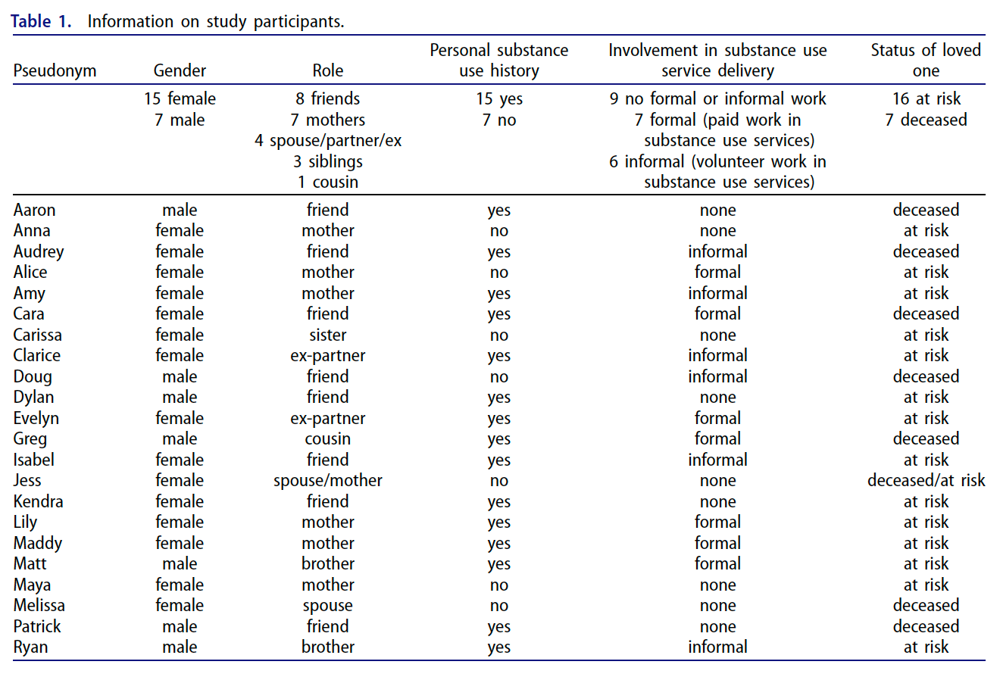 Table 1. Information on study participants.
Personal substance Involvement in substance use Status of loved
Pseudonym Gender Role use history service delivery one
15 female 8 friends 15 yes 9 no formal or informal work 16 at risk
7 male 7 mothers 7 no 7 formal (paid work in 7 deceased
4 spouse/partner/ex substance use services)
3 siblings 6 informal (volunteer work in
1 cousin substance use services)
Aaron male friend yes none deceased
Anna female mother no none at risk
Audrey female friend yes informal deceased
Alice female mother no formal at risk
Amy female mother yes informal at risk
Cara female friend yes formal deceased
Carissa female sister no none at risk
Clarice female ex-partner yes informal at risk
Doug male friend no informal deceased
Dylan male friend yes none at risk
Evelyn female ex-partner yes formal at risk
Greg male cousin yes formal deceased
Isabel female friend yes informal at risk
Jess female spouse/mother no none deceased/at risk
Kendra female friend yes none at risk
Lily female mother yes formal at risk
Maddy female mother yes formal at risk
Matt male brother yes formal at risk
Maya female mother no none at risk
Melissa female spouse no none deceased
Patrick male friend yes none deceased
Ryan male brother yes informal at risk